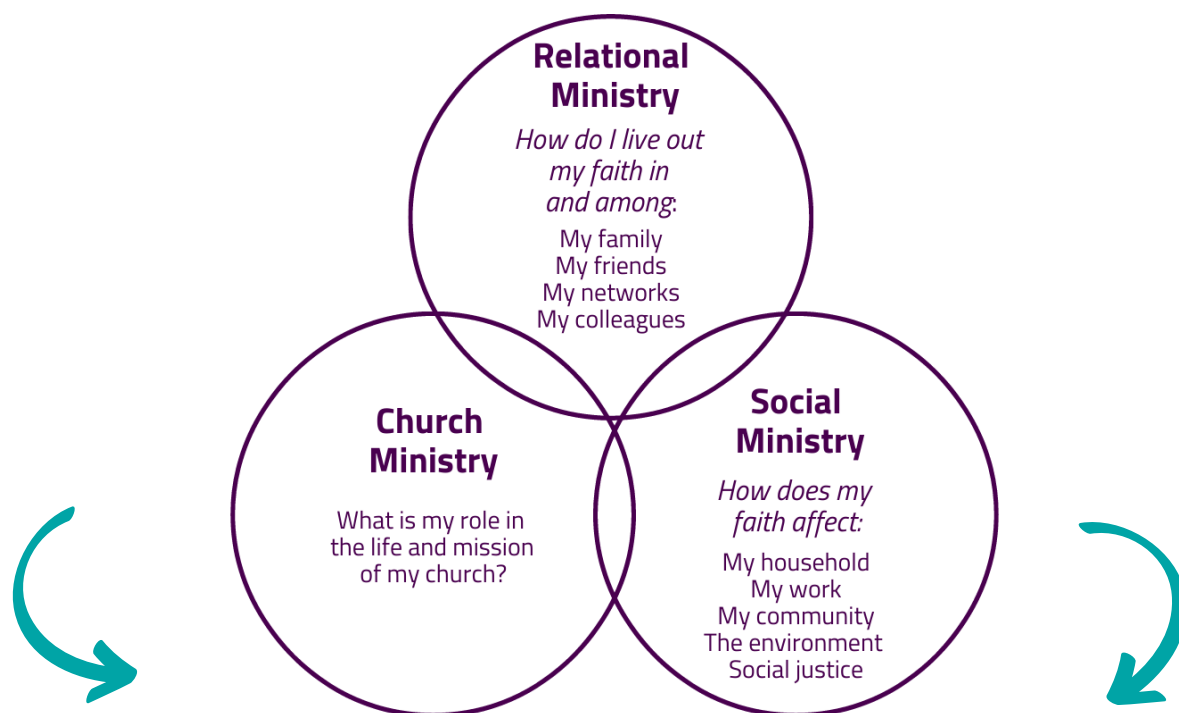 Relational
Ministry
How do I live out
my faith in
and among:
My family
My friends
My networks
My colleagues
Church
Ministry
What is my role in
the life and mission
of my church?
Social
Ministry
How does my
faith affect:
My household
My work
My community
The environment
Social justice